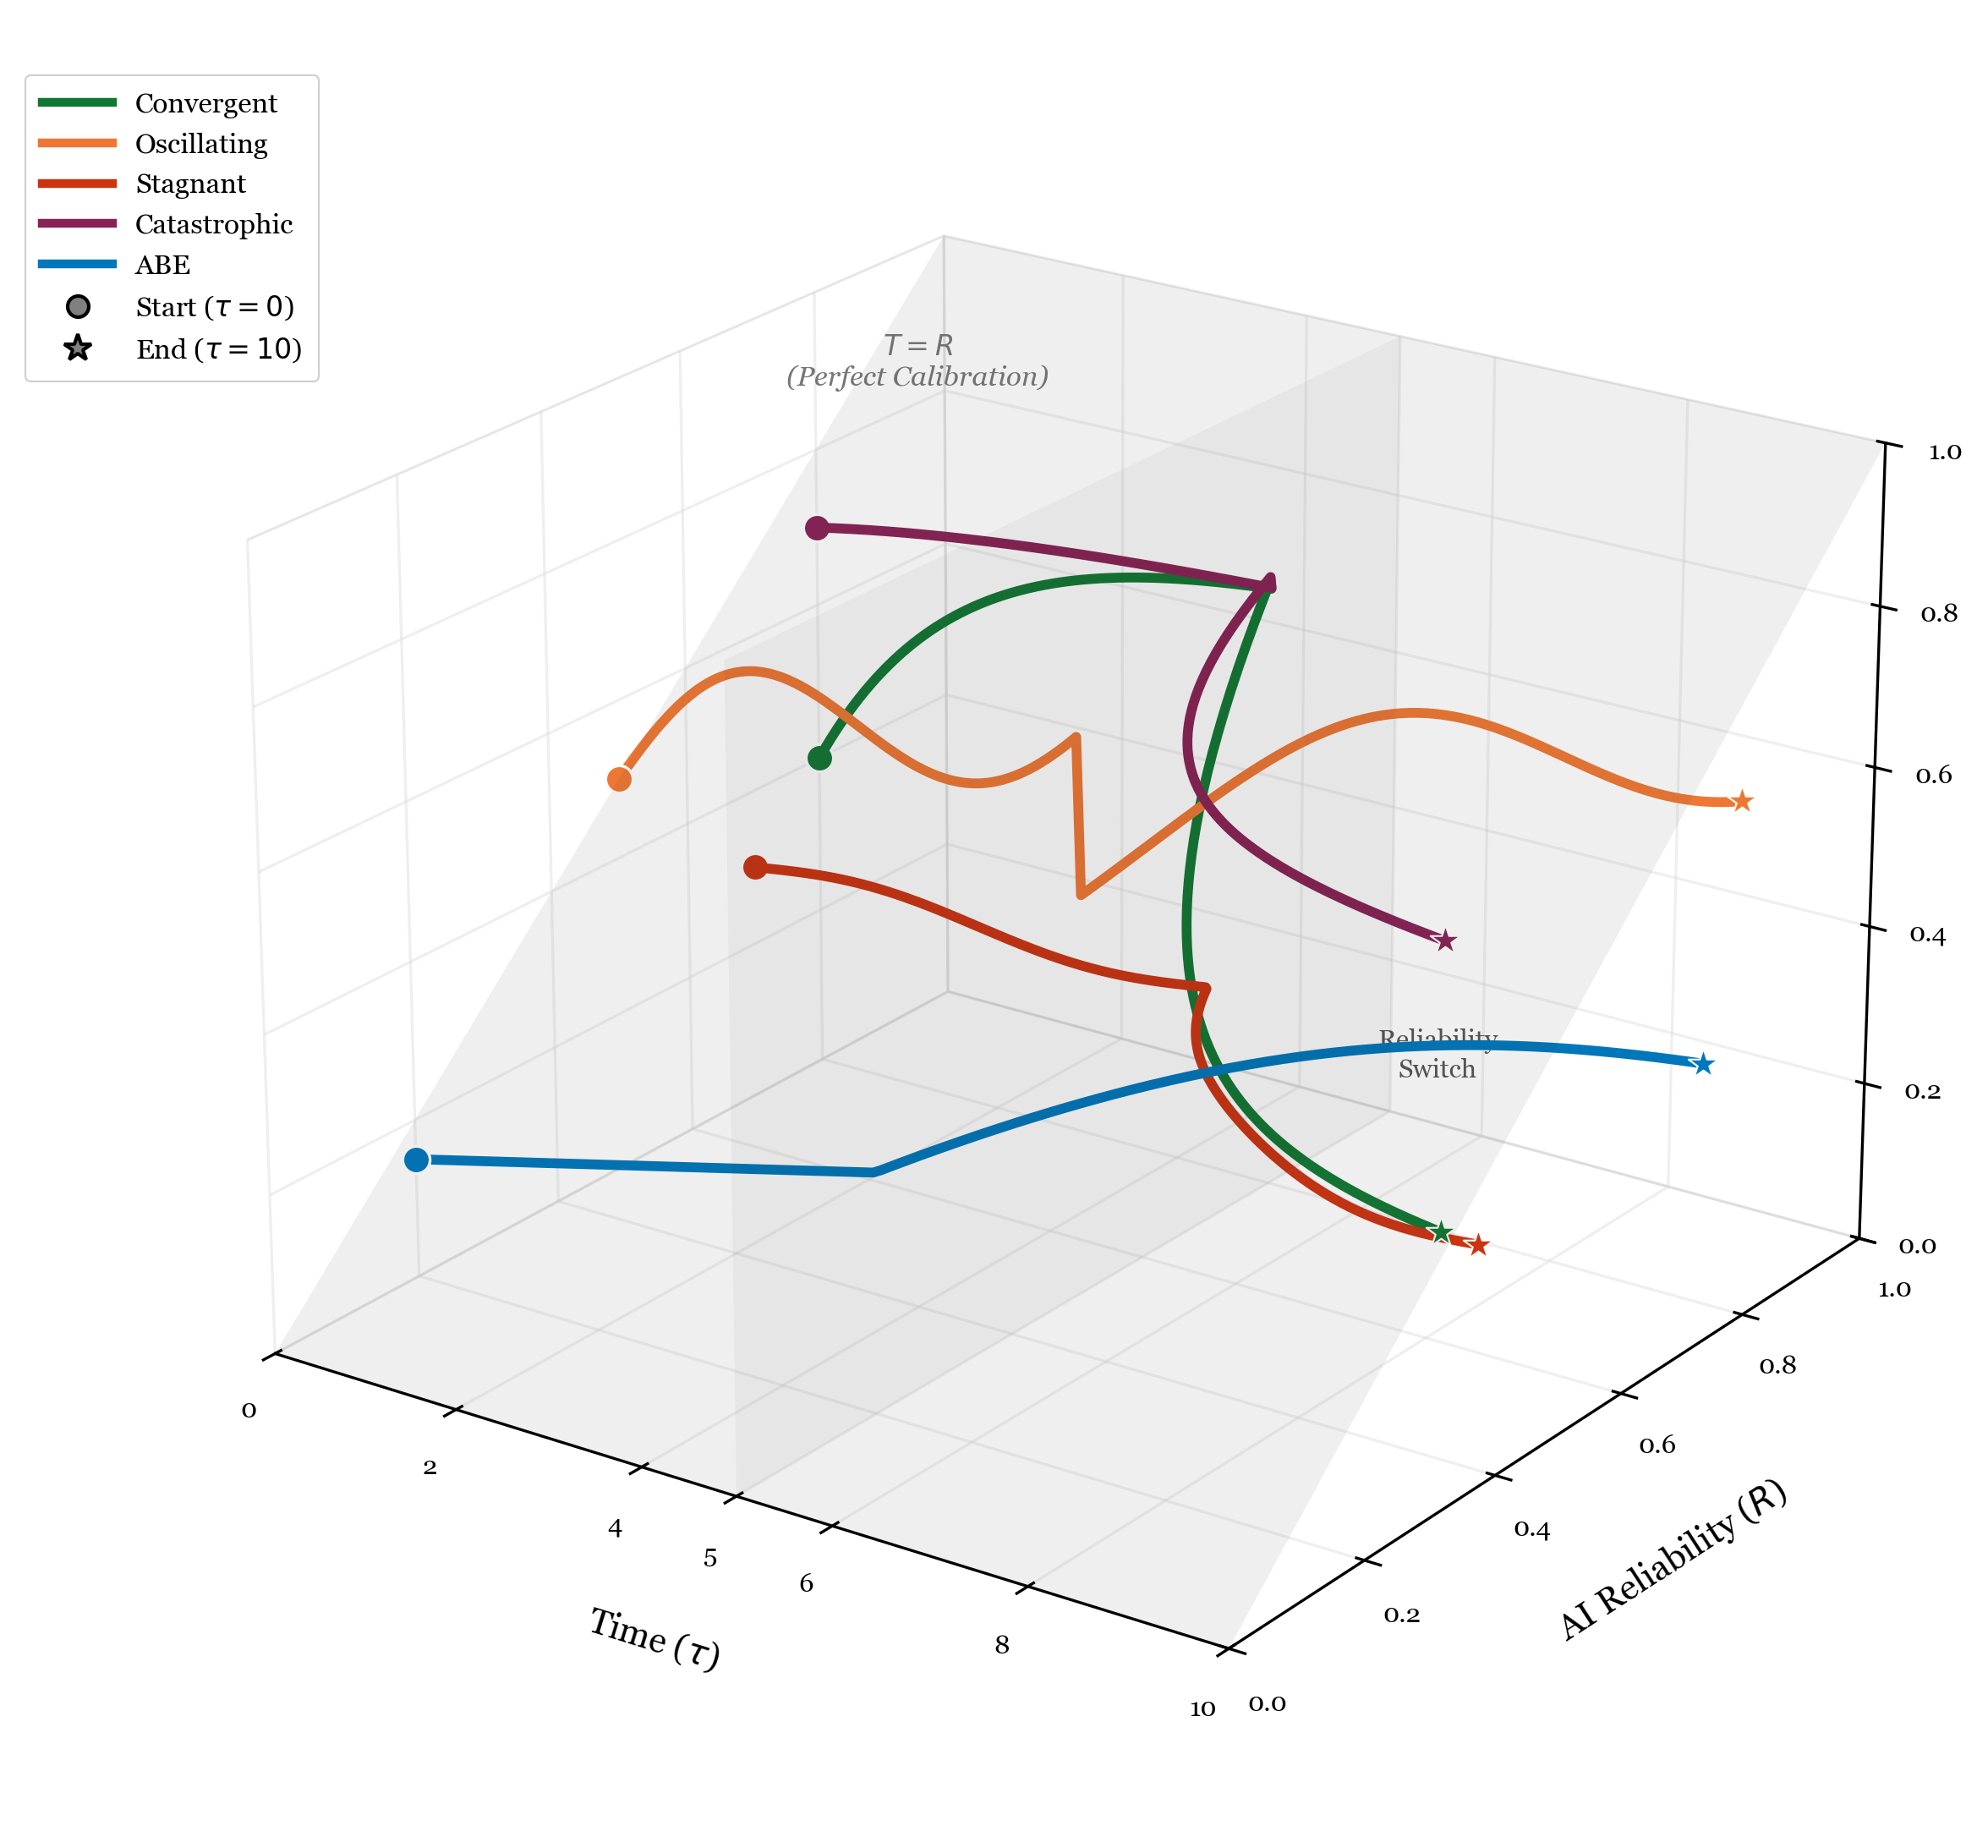 Convergent
Oscillating
Stagnant
Catastrophic
ABE
Start (τ = 0)
End (τ = 10)
T = R
(Perfect Calibration)
Reliability
Switch
1.0
0.8
0.6
0.4
0.2
0.0
1.0
0.8
0.6
0.4
0.2
0.0
0
2
4
5
6
8
10
Time (τ)
AI Reliability (R)